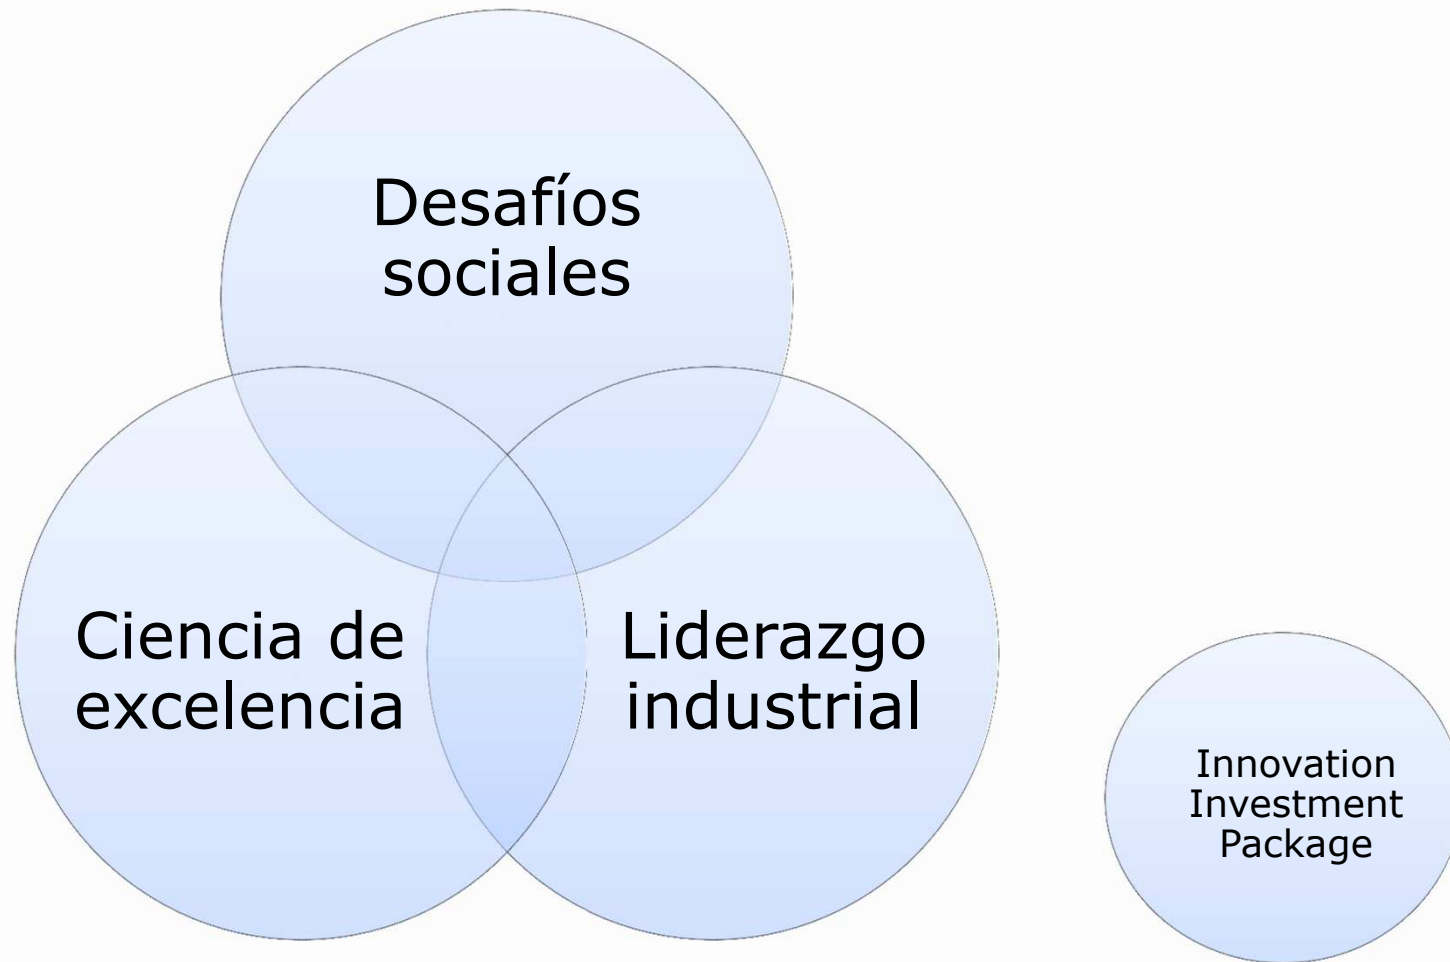 Desafíos
sociales
Ciencia de
excelencia
Liderazgo
industrial
Innovation
Investment
Package